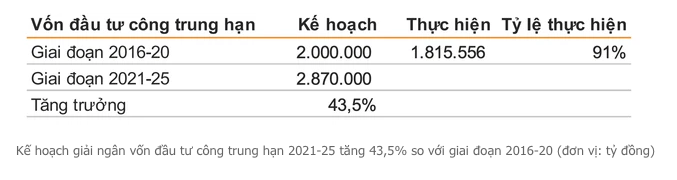 Vốn đầu tư công trung hạn Kế hoạch Thực hiện Tỷ lệ thực hiện
Giai đoạn 2016-20 2.000.000 1.815.556 91%
Giai đoạn 2021-25 2.870.000
Tăng trưởng 43,5%
Kế hoạch giải ngân vốn đầu tư công trung hạn 2021-25 tăng 43,5% so với giai đoạn 2016-20 (đơn vị: tỷ đồng)